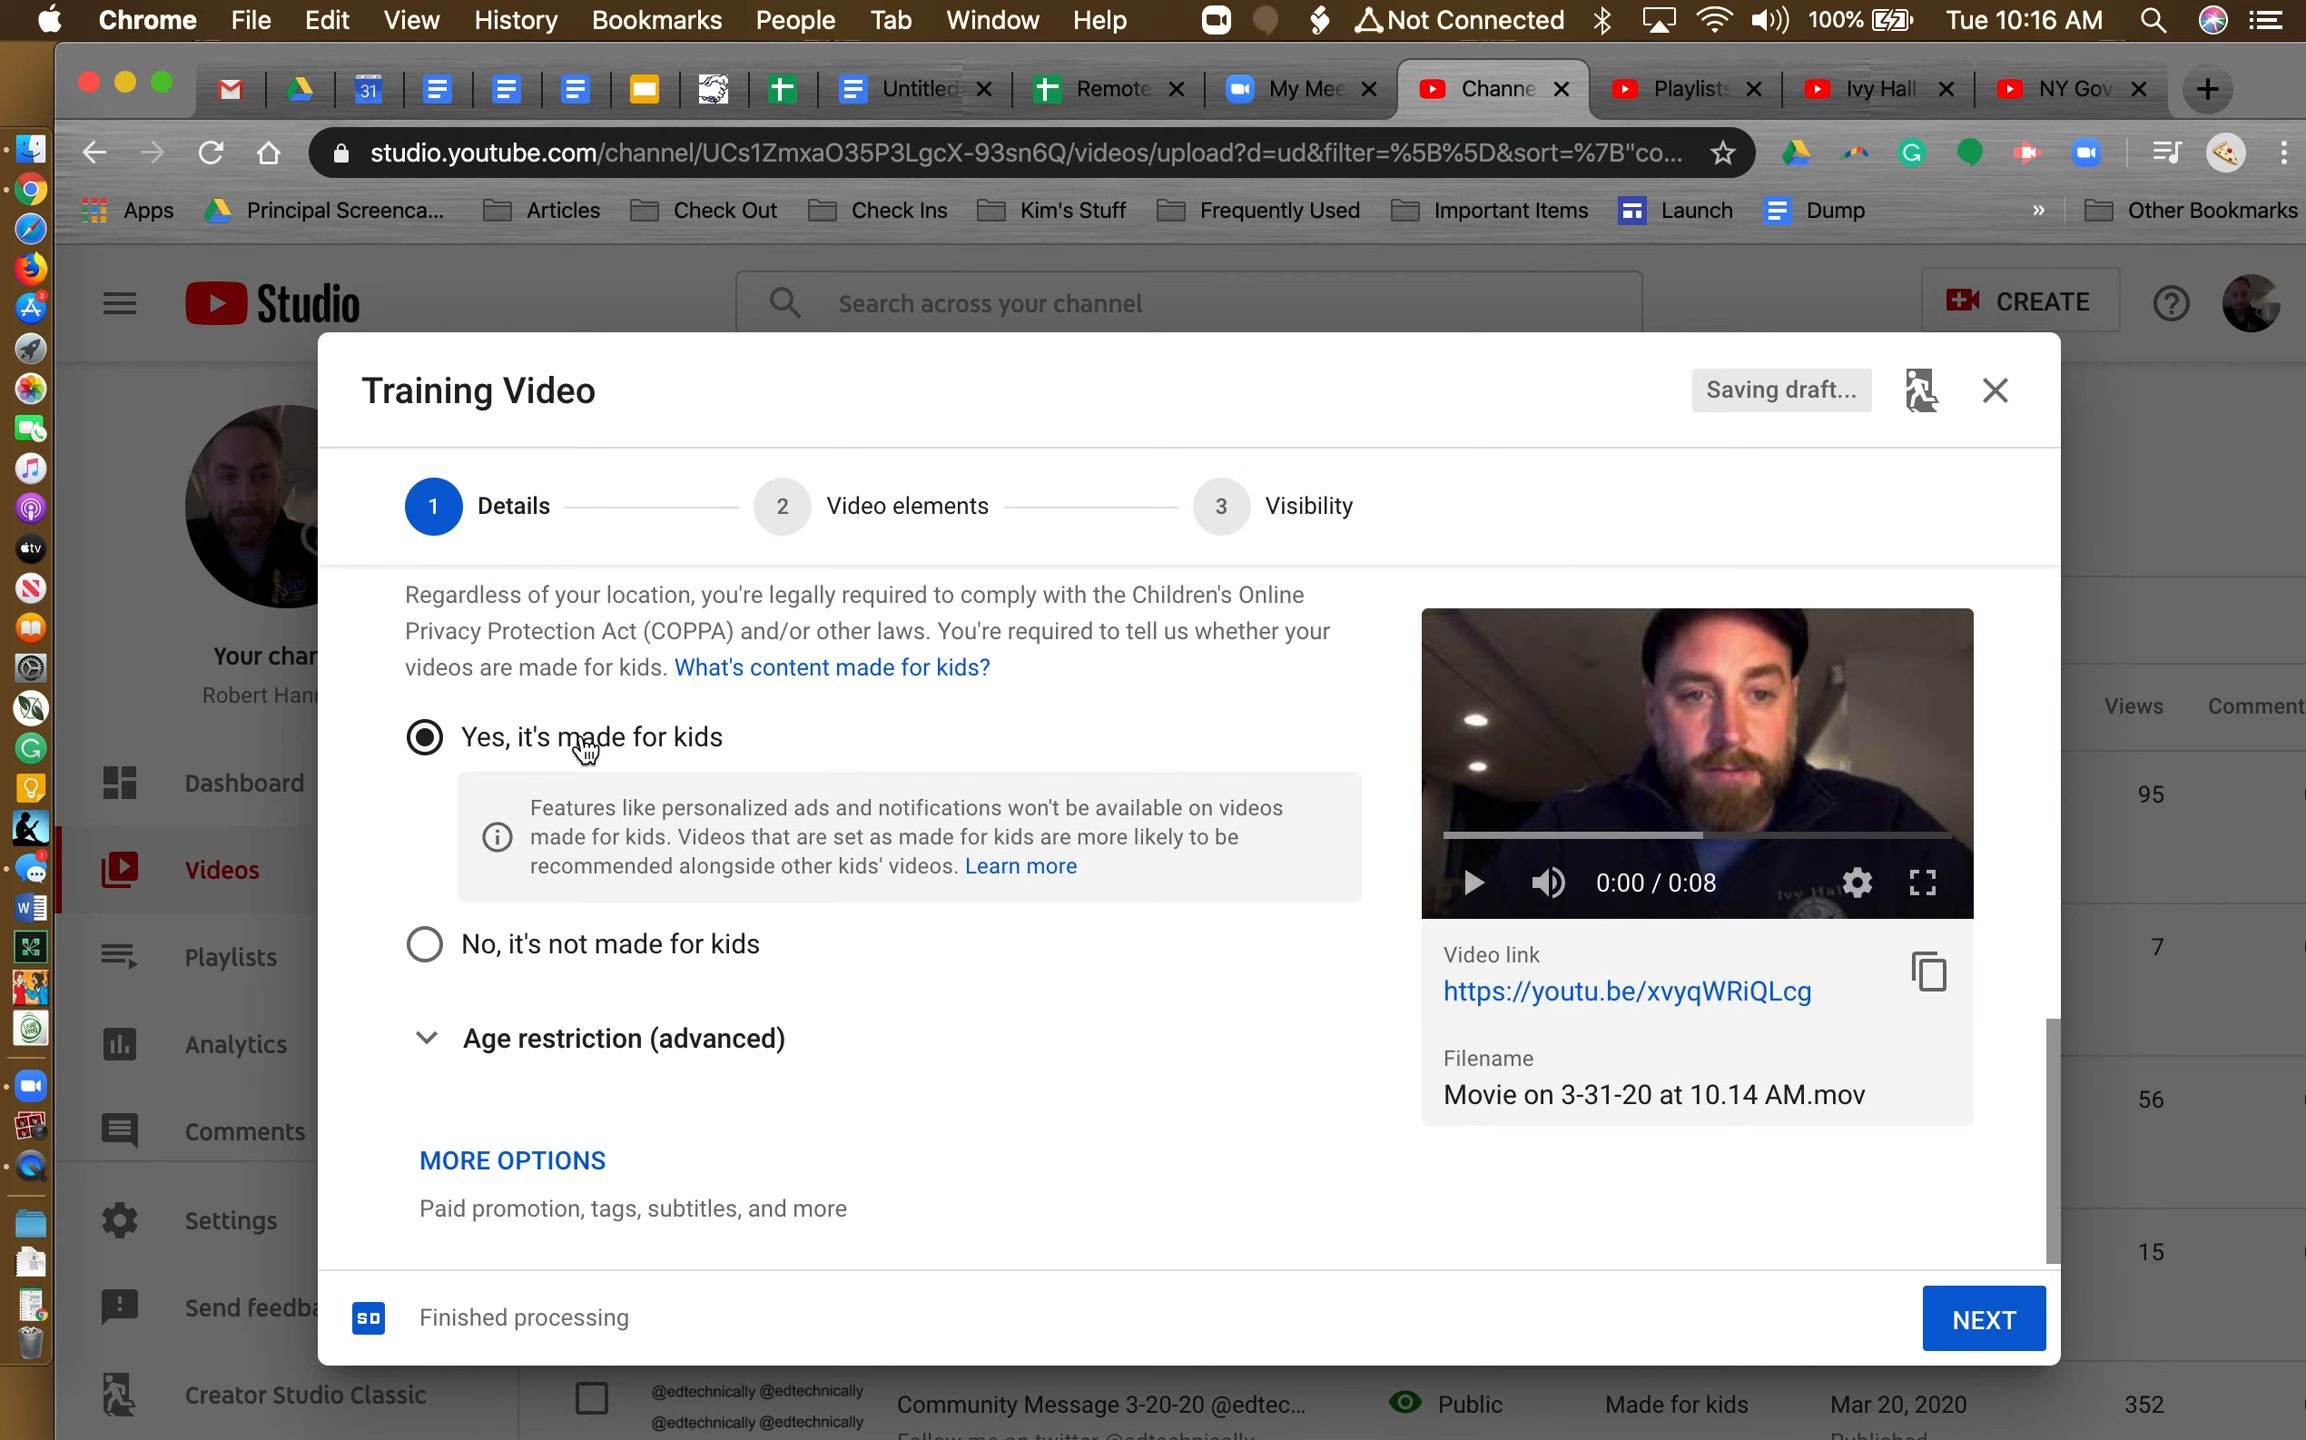 Chrome File Edit View History Bookmarks People Tab Window Help Not Connected 100% Tue 10:16 AM
31 Untitled Remote My Mee Channe Playlists Ivy Hall NY Gov
studio.youtube.com/channel/UCs1ZmxaO35P3LgcX-93sn6Q/videos/upload?d=ud&filter=%5B%5D&sort=%7B"co...
Apps Principal Screenca... Articles Check Out Check Ins Kim's Stuff Frequently Used Important Items Launch Dump » Other Bookmarks
Studio Search across your channel CREATE
Training Video Saving draft...
1 Details 2 Video elements 3 Visibility
Regardless of your location, you're legally required to comply with the Children's Online
Privacy Protection Act (COPPA) and/or other laws. You're required to tell us whether your
videos are made for kids. What's content made for kids?
Yes, it's made for kids
Features like personalized ads and notifications won't be available on videos
made for kids. Videos that are set as made for kids are more likely to be
recommended alongside other kids' videos. Learn more
No, it's not made for kids
Age restriction (advanced)
MORE OPTIONS
Paid promotion, tags, subtitles, and more
0:00 / 0:08
Ivy Hal
Video link
https://youtu.be/xvyqWRiQLcg
Filename
Movie on 3-31-20 at 10.14 AM.mov
SD Finished processing NEXT
Your char
Robert Han
Dashboard
Videos
Playlists
Analytics
Comments
Settings
Send feedba
Creator Studio Classic
Views Comment
95
7
56
15
@edtechnically @edtechnically
@edtechnically @edtechnically
Community Message 3-20-20 @edtec... Public Made for kids Mar 20, 2020 352
tv